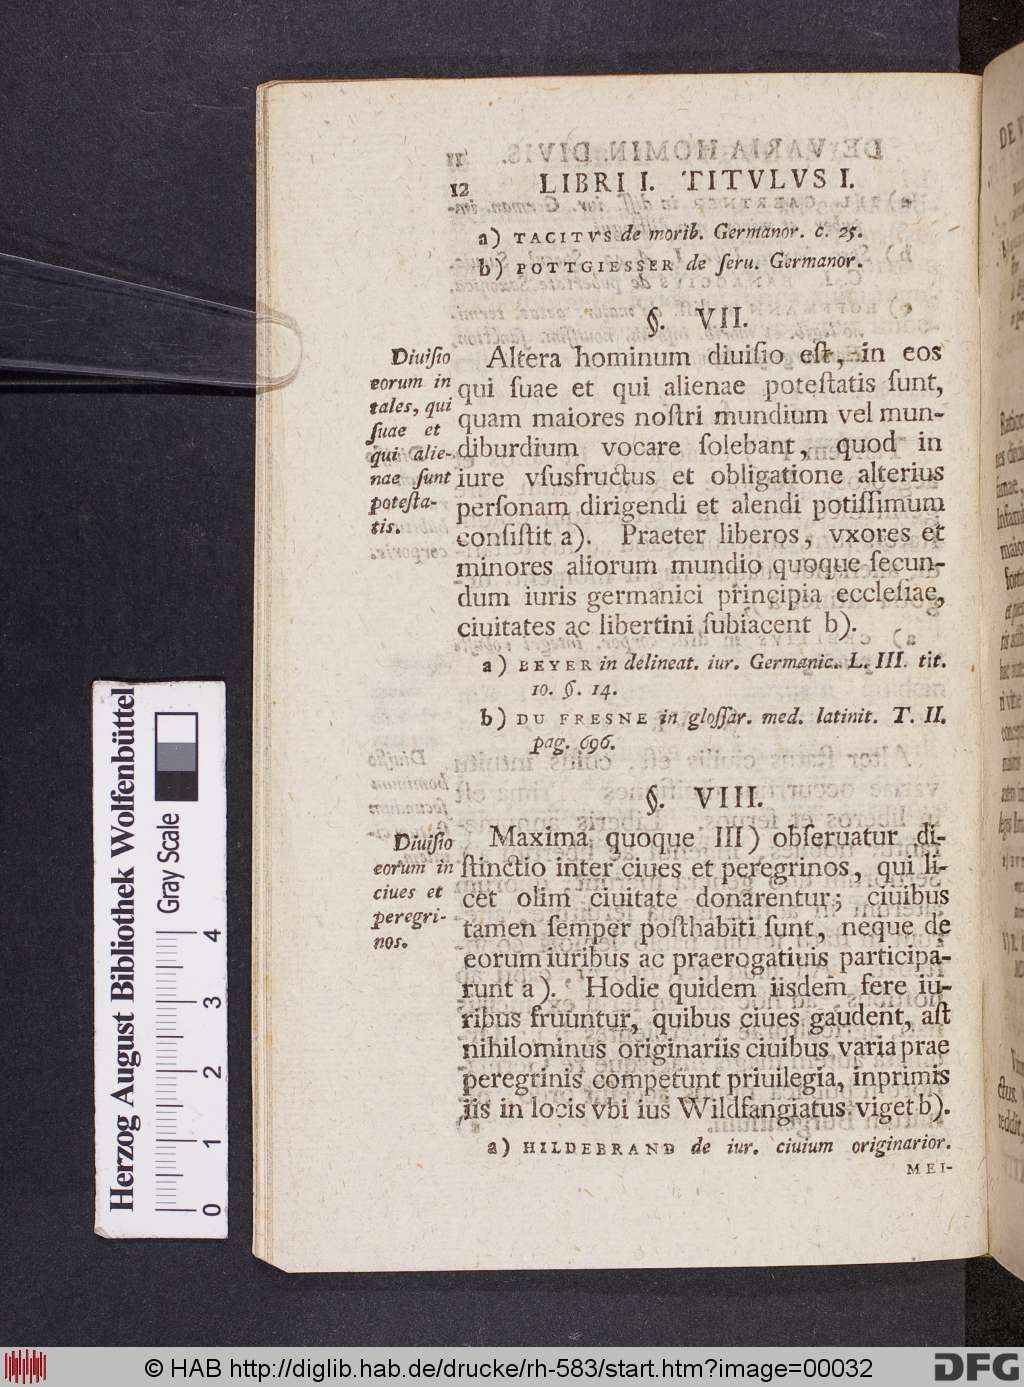 12 LIBRI I. TITVLVS I.
a) TACITVS de morib. Germanor. c. 25.
b) POTTGIESSER de ſeru. Germanor.
§. VII.
Diuiſio
eorum in
tales, qui
ſuae et
qui alie-
nae ſunt
poteſta-
tis.
Altera hominum diuiſio eſt, in eos
qui ſuae et qui alienae poteſtatis ſunt,
quam maiores noſtri mundium vel mun-
diburdium vocare ſolebant, quod in
iure vſusfructus et obligatione alterius
perſonam dirigendi et alendi potiſſimum
conſiſtit a). Praeter liberos, vxores et
minores aliorum mundio quoque ſecun-
dum iuris germanici principia eccleſiae,
ciuitates ac libertini ſubiacent b).
a) BEYER in delineat. iur. Germanic. L. III. tit.
10. §. 14.
b) DU FRESNE in gloſſar. med. latinit. T. II.
pag. 696.
§. VIII.
Diuiſio
eorum in
ciues et
peregri-
nos.
Maxima quoque III) obſeruatur di-
ſtinctio inter ciues et peregrinos, qui li-
cet olim ciuitate donarentur; ciuibus
tamen ſemper poſthabiti ſunt, neque de
eorum iuribus ac praerogatiuis participa-
runt a). Hodie quidem iisdem fere iu-
ribus fruuntur, quibus ciues gaudent, aſt
nihilominus originariis ciuibus varia prae
peregrinis competunt priuilegia, inprimis
iis in locis vbi ius Wildfangiatus viget b).
a) HILDEBRAND de iur. ciuium originarior.
MEI-
Herzog August Bibliothek Wolfenbüttel
Gray Scale
0 1 2 3 4
© HAB http://diglib.hab.de/drucke/rh-583/start.htm?image=00032
DFG